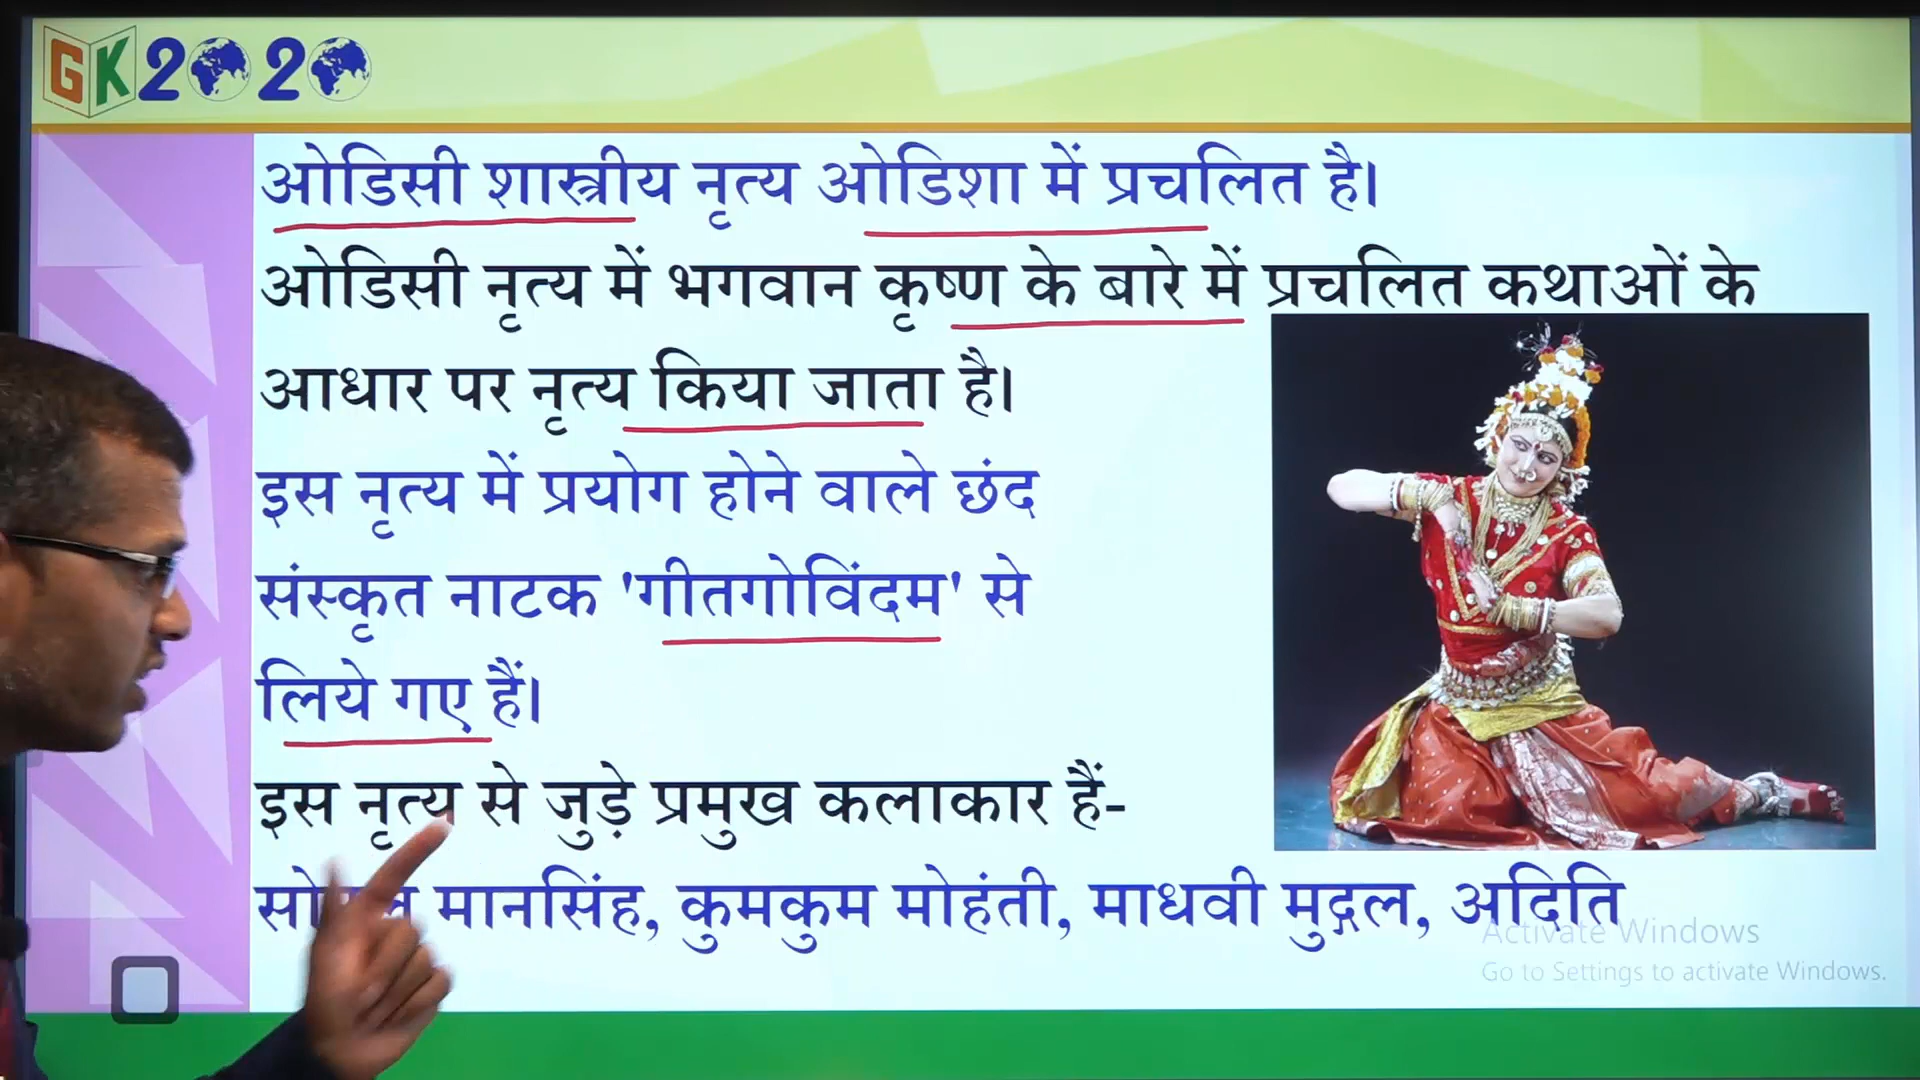 GK2020
ओडिसी शास्त्रीय नृत्य ओडिशा में प्रचलित है।
ओडिसी नृत्य में भगवान कृष्ण के बारे में प्रचलित कथाओं के
आधार पर नृत्य किया जाता है।
इस नृत्य में प्रयोग होने वाले छंद
संस्कृत नाटक 'गीतगोविंदम' से
लिये गए हैं।
इस नृत्य से जुड़े प्रमुख कलाकार हैं-
मानसिंह, कुमकुम मोहंती, माधवी मुद्गल, अदिति
Activate Windows
Go to Settings to activate Windows.